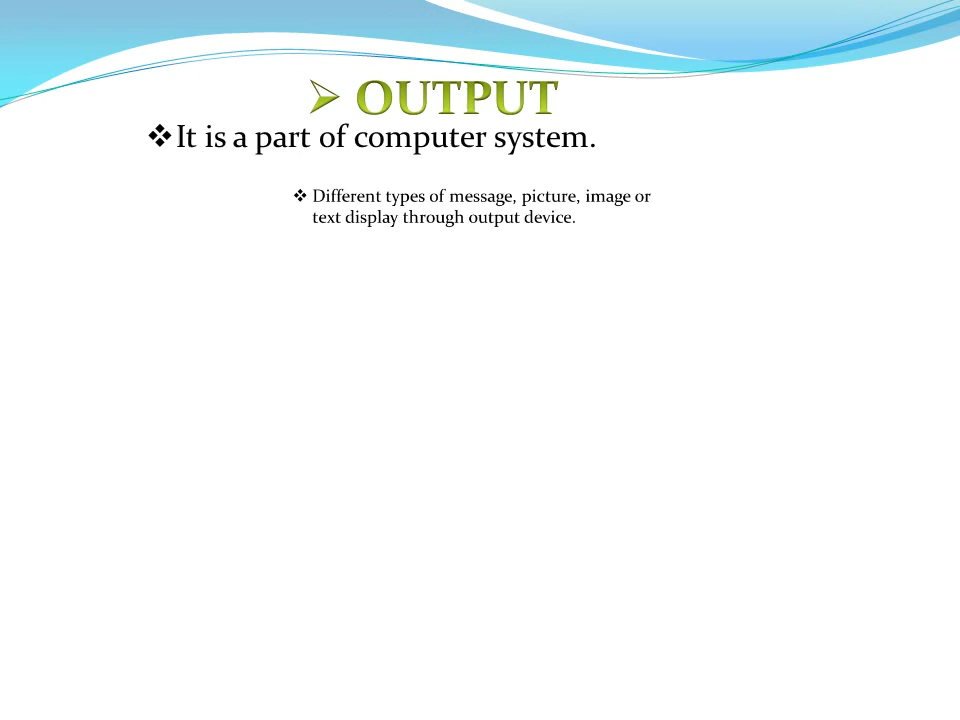 ➢ OUTPUT
❖It is a part of computer system.
❖ Different types of message, picture, image or
text display through output device.